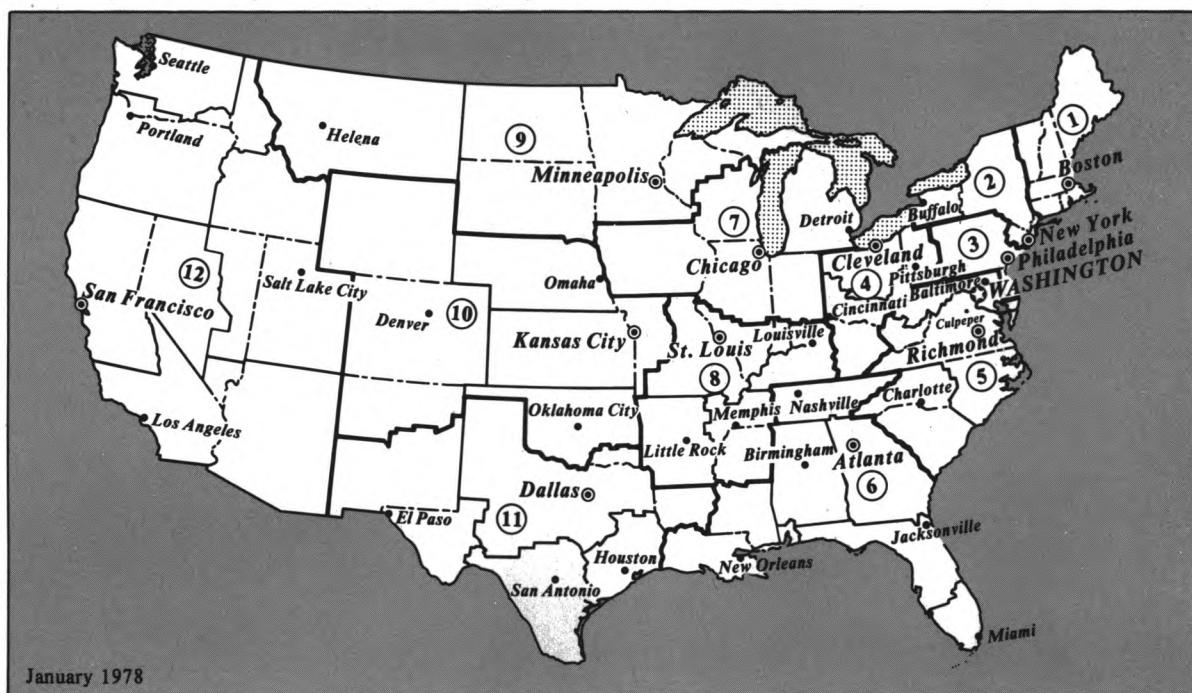 Seattle
Portland
Helena
9
Minneapolis
1
Boston
2
Buffalo
Detroit
7
New York
3
Philadelphia
Cleveland
Pittsburgh
WASHINGTON
4
Chicago
Baltimore
Cincinnati
12
Salt Lake City
San Francisco
Omaha
10
Denver
Culpeper
Louisville
Kansas City
St. Louis
Richmond
8
5
Nashville
Charlotte
Oklahoma City
Memphis
Los Angeles
Little Rock
Birmingham
Atlanta
6
Dallas
El Paso
11
Jacksonville
Houston
New Orleans
San Antonio
Miami
January 1978